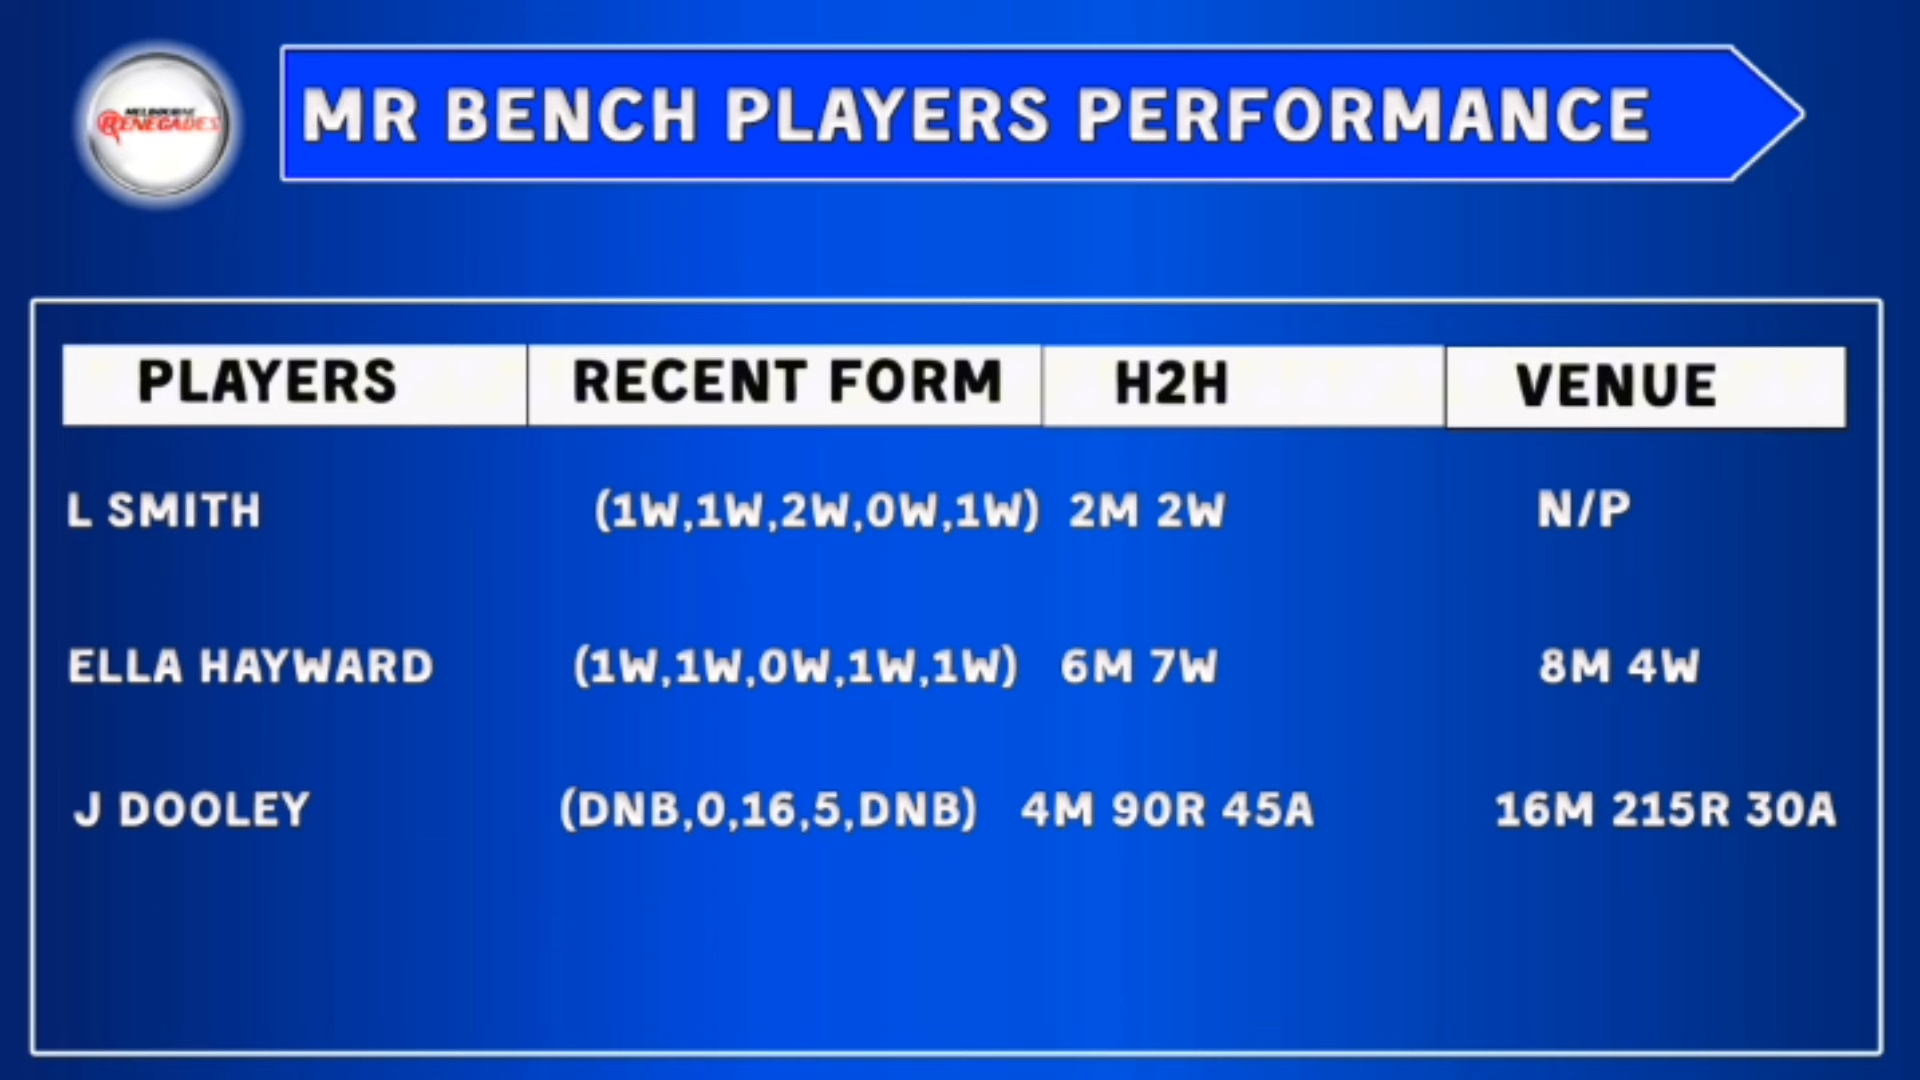 MELBOURNE
RENEGADES
MR BENCH PLAYERS PERFORMANCE
PLAYERS RECENT FORM H2H VENUE
L SMITH (1W,1W,2W,0W,1W) 2M 2W N/P
ELLA HAYWARD (1W,1W,0W,1W,1W) 6M 7W 8M 4W
J DOOLEY (DNB,0,16,5,DNB) 4M 90R 45A 16M 215R 30A